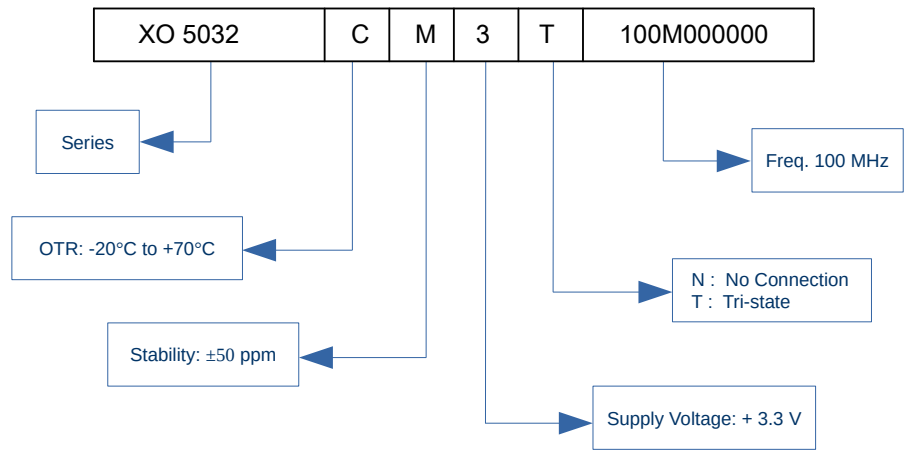 XO 5032 C M 3 T 100M000000
Series
Freq. 100 MHz
OTR: -20°C to +70°C
N : No Connection
T : Tri-state
Stability: ±50 ppm
Supply Voltage: + 3.3 V